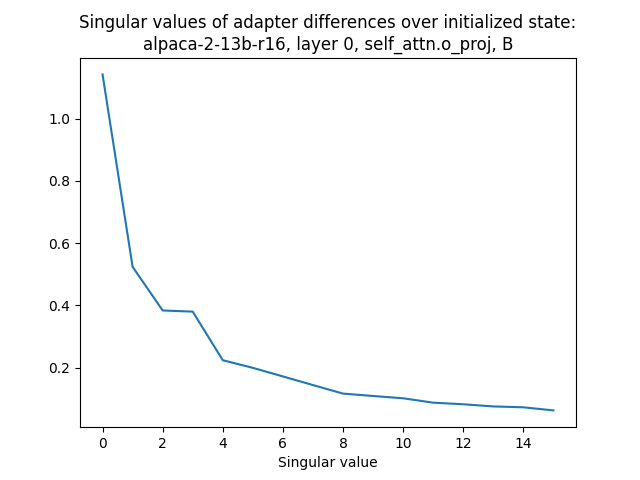 Singular values of adapter differences over initialized state:
alpaca-2-13b-r16, layer 0, self_attn.o_proj, B
1.0
0.8
0.6
0.4
0.2
0 2 4 6 8 10 12 14
Singular value